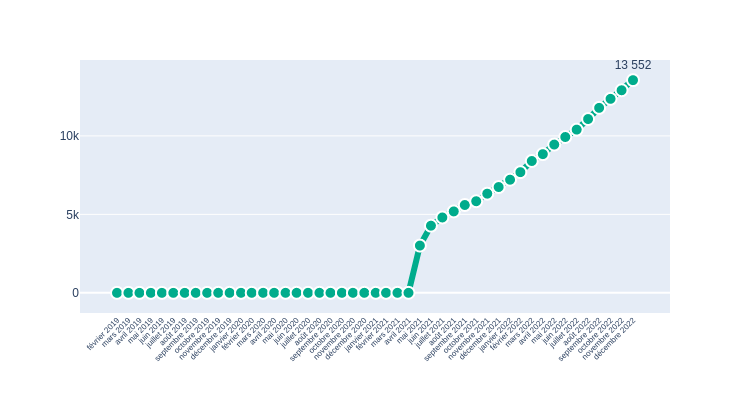 13 552
10k
5k
0
février 2019
mars 2019
avril 2019
mai 2019
juin 2019
juillet 2019
août 2019
septembre 2019
octobre 2019
novembre 2019
décembre 2019
janvier 2020
février 2020
mars 2020
avril 2020
mai 2020
juin 2020
juillet 2020
août 2020
septembre 2020
octobre 2020
novembre 2020
décembre 2020
janvier 2021
février 2021
mars 2021
avril 2021
mai 2021
juin 2021
juillet 2021
août 2021
septembre 2021
octobre 2021
novembre 2021
décembre 2021
janvier 2022
février 2022
mars 2022
avril 2022
mai 2022
juin 2022
juillet 2022
août 2022
septembre 2022
octobre 2022
novembre 2022
décembre 2022